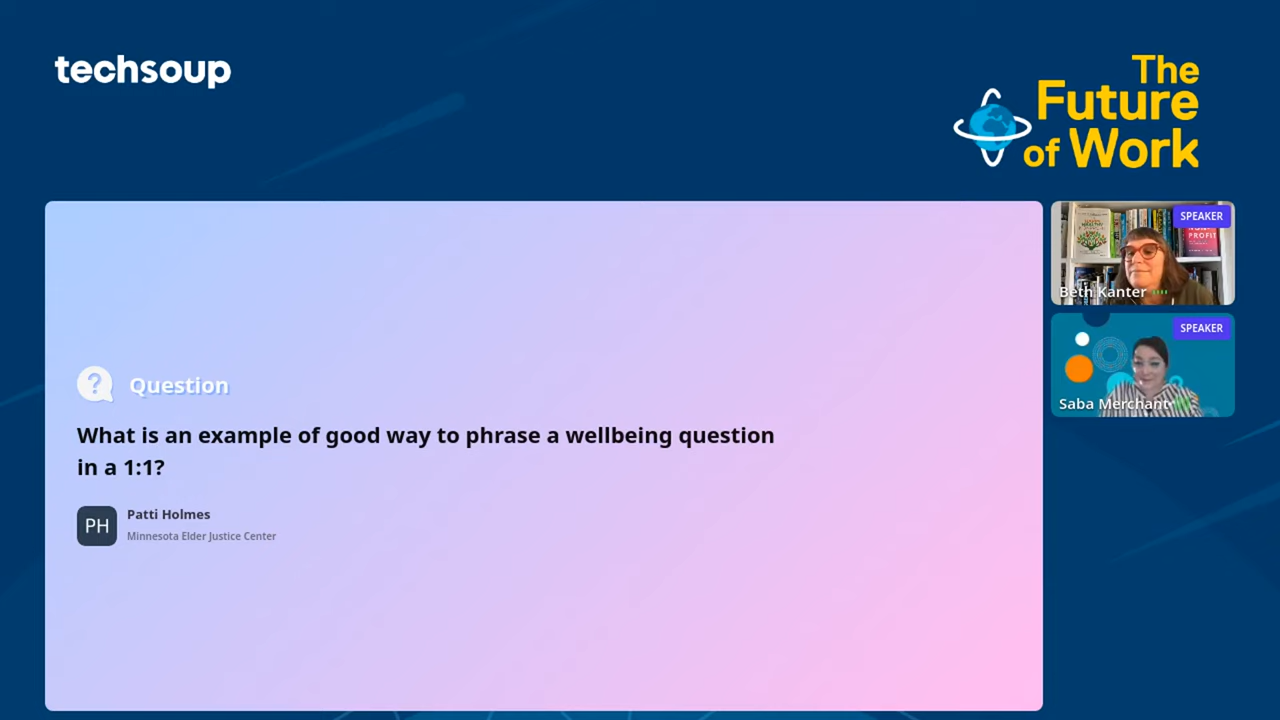 techsoup
The
Future
of Work
SPEAKER
PROFIT
Beth Kanter
SPEAKER
Saba Merchant
Question
What is an example of good way to phrase a wellbeing question
in a 1:1?
PH
Patti Holmes
Minnesota Elder Justice Center